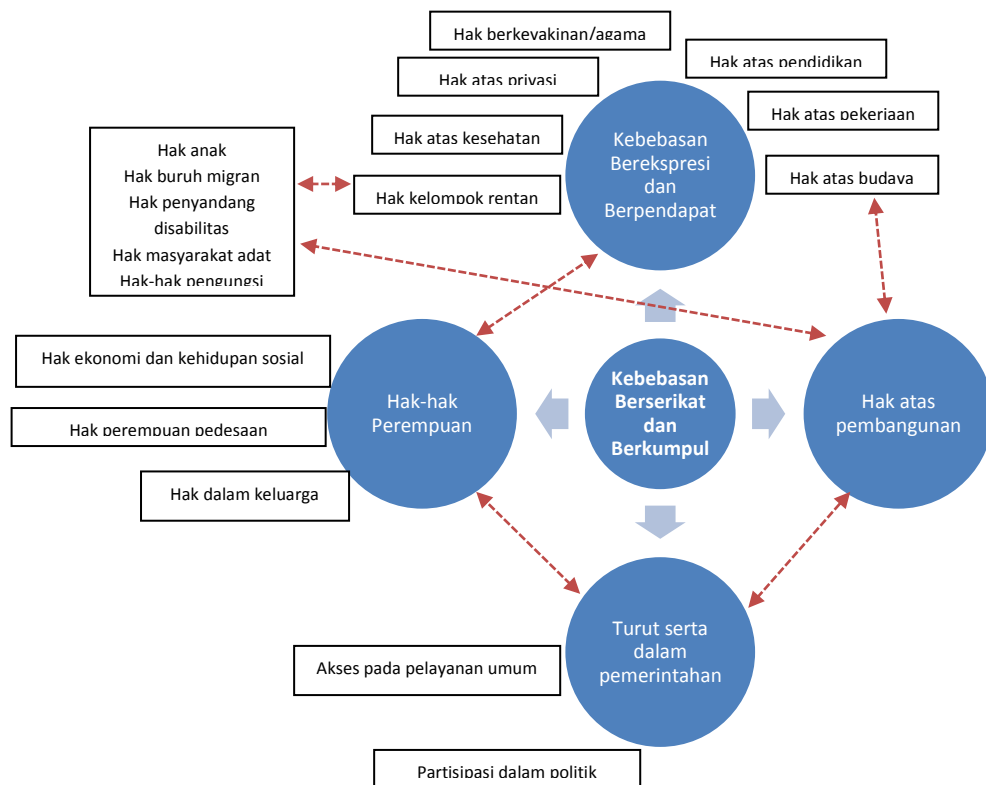 Hak berkeyakinan/agama
Hak atas pendidikan
Hak atas privasi
Hak atas pekerjaan
Hak atas kesehatan
Hak atas budaya
Hak kelompok rentan
Hak anak
Hak buruh migran
Hak penyandang
disabilitas
Hak masyarakat adat
Hak-hak pengungsi
Kebebasan
Berekspresi
dan
Berpendapat
Hak ekonomi dan kehidupan sosial
Hak perempuan pedesaan
Hak dalam keluarga
Hak-hak
Perempuan
Kebebasan
Berserikat
dan
Berkumpul
Hak atas
pembangunan
Turut serta
dalam
pemerintahan
Akses pada pelayanan umum
Partisipasi dalam politik